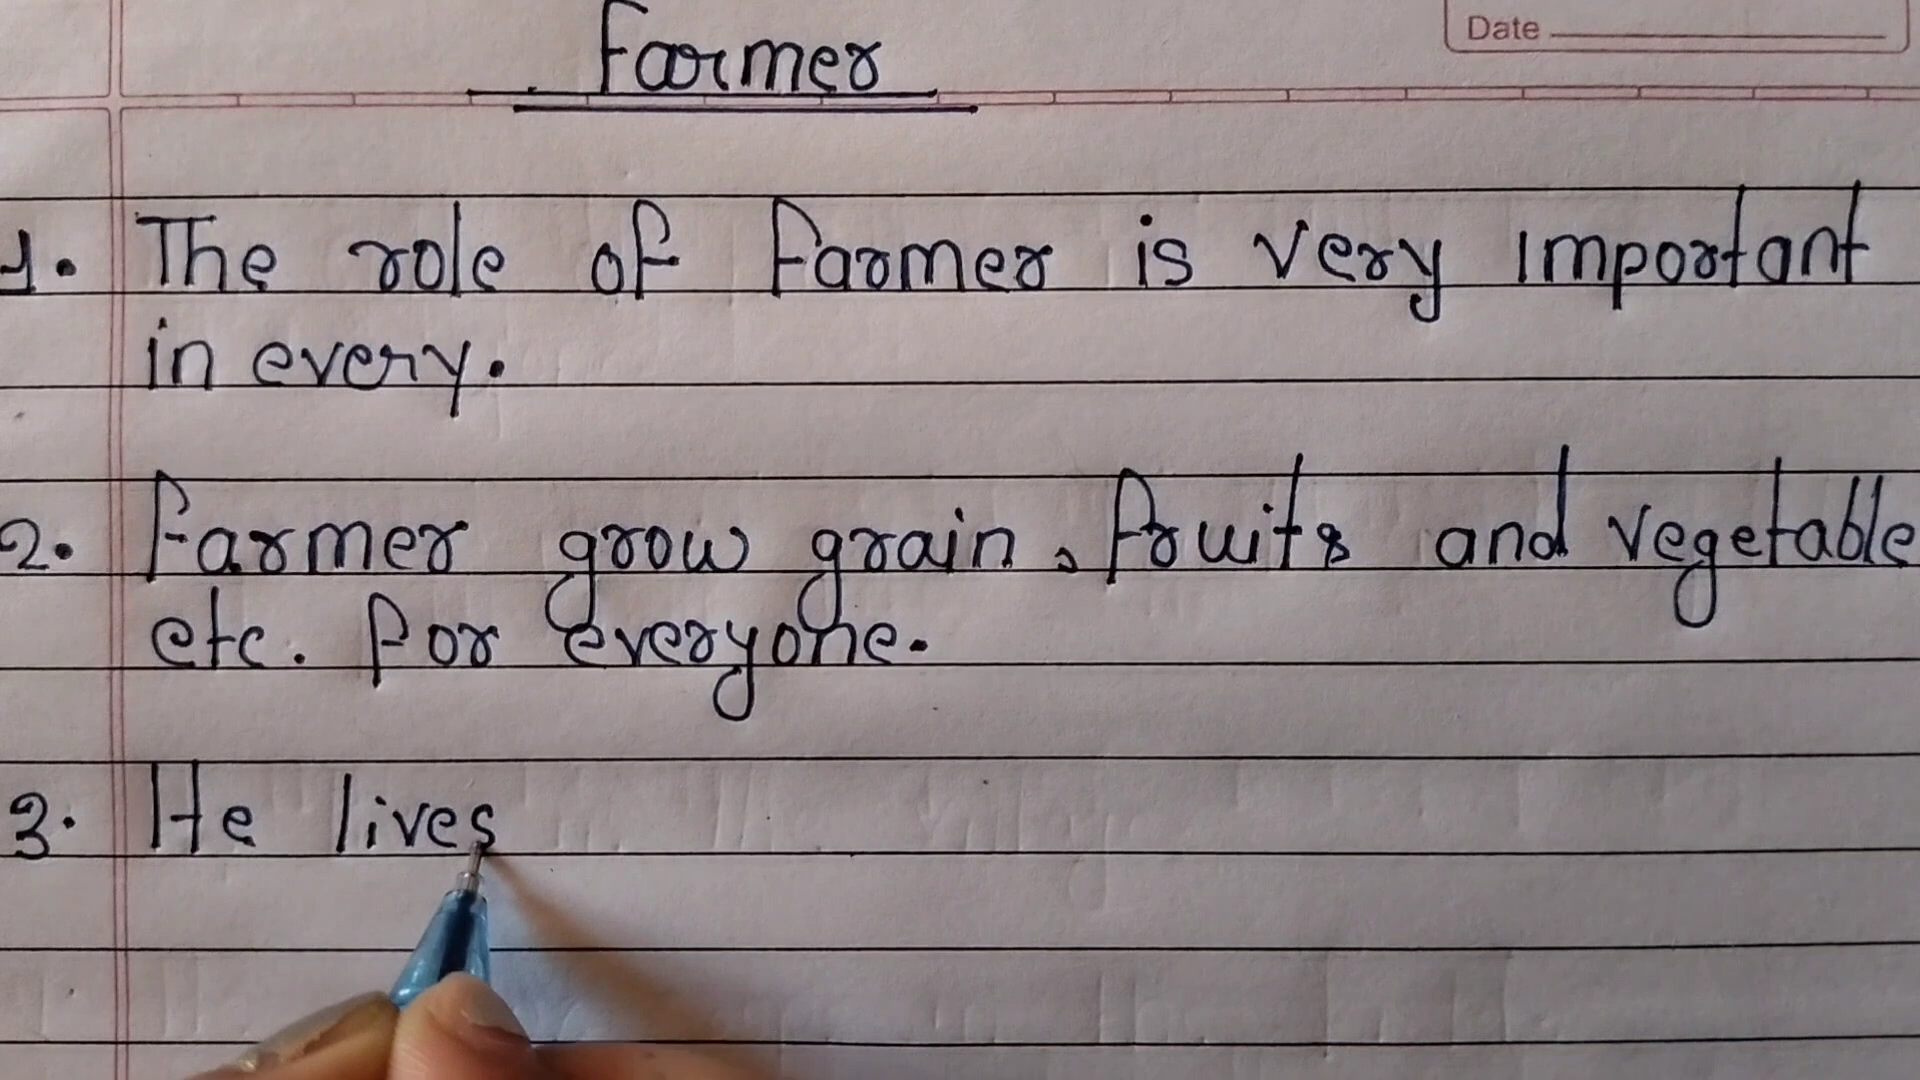 Date
Farmer
1. The role of farmer is very important
in every.
2. Farmer grow grain, fruits and vegetable
etc. for everyone.
3. He lives